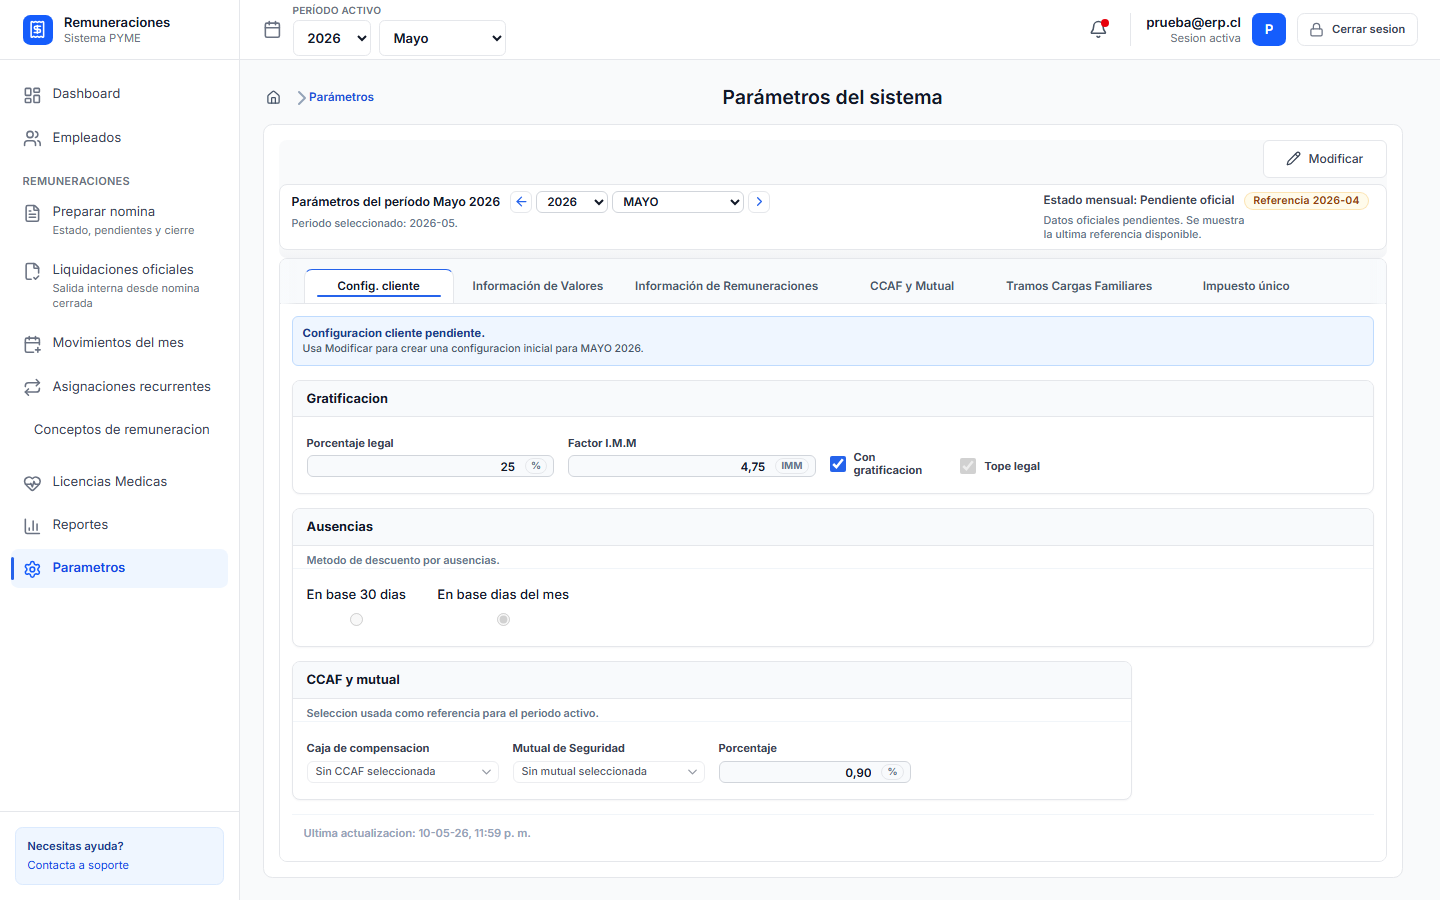 Remuneraciones
Sistema PYME
PERÍODO ACTIVO
2026
Mayo
prueba@erp.cl
Sesion activa
P
Cerrar sesion
Dashboard
Empleados
REMUNERACIONES
Preparar nomina
Estado, pendientes y cierre
Liquidaciones oficiales
Salida interna desde nomina
cerrada
Movimientos del mes
Asignaciones recurrentes
Conceptos de remuneracion
Licencias Medicas
Reportes
Parametros
Necesitas ayuda?
Contacta a soporte
Parámetros
Parámetros del sistema
Modificar
Parámetros del período Mayo 2026
2026
MAYO
Periodo seleccionado: 2026-05.
Estado mensual: Pendiente oficial
Referencia 2026-04
Datos oficiales pendientes. Se muestra
la ultima referencia disponible.
Config. cliente
Información de Valores
Información de Remuneraciones
CCAF y Mutual
Tramos Cargas Familiares
Impuesto único
Configuracion cliente pendiente.
Usa Modificar para crear una configuracion inicial para MAYO 2026.
Gratificacion
Porcentaje legal
25 %
Factor I.M.M
4,75 IMM
Con
gratificacion
Tope legal
Ausencias
Metodo de descuento por ausencias.
En base 30 dias
En base dias del mes
CCAF y mutual
Seleccion usada como referencia para el periodo activo.
Caja de compensacion
Sin CCAF seleccionada
Mutual de Seguridad
Sin mutual seleccionada
Porcentaje
0,90 %
Ultima actualizacion: 10-05-26, 11:59 p. m.